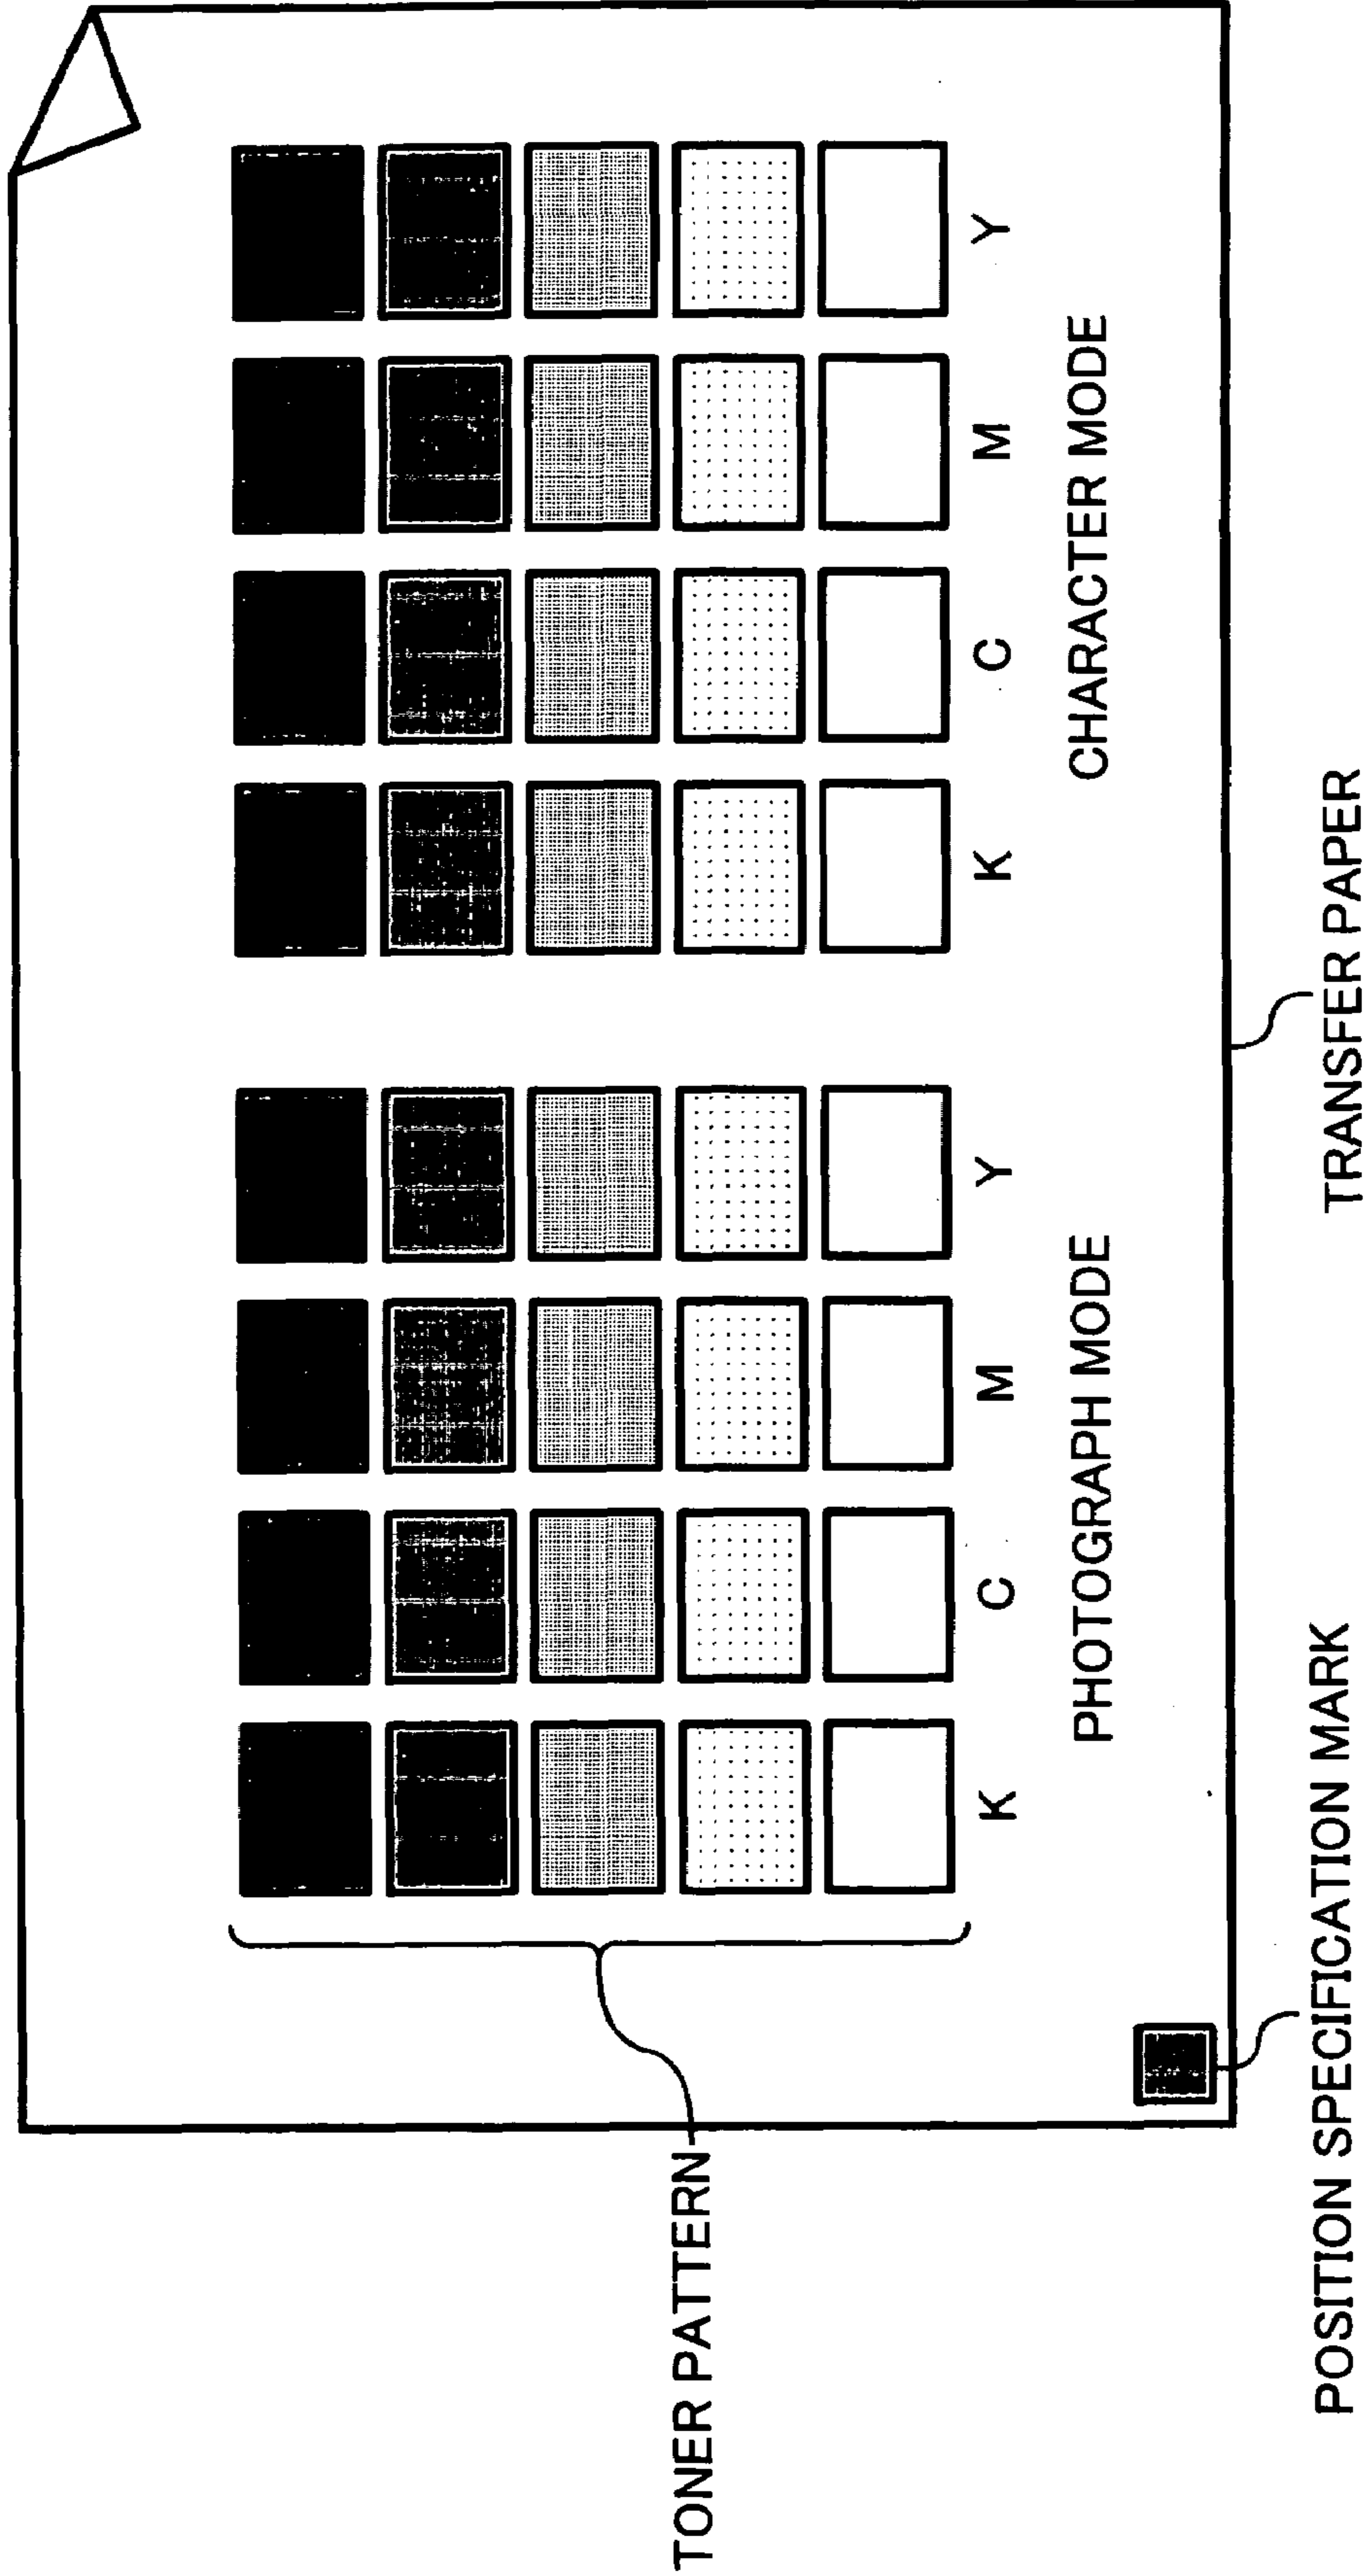 K C M Y K C M Y
PHOTOGRAPH MODE CHARACTER MODE
TONER PATTERN
POSITION SPECIFICATION MARK
TRANSFER PAPER